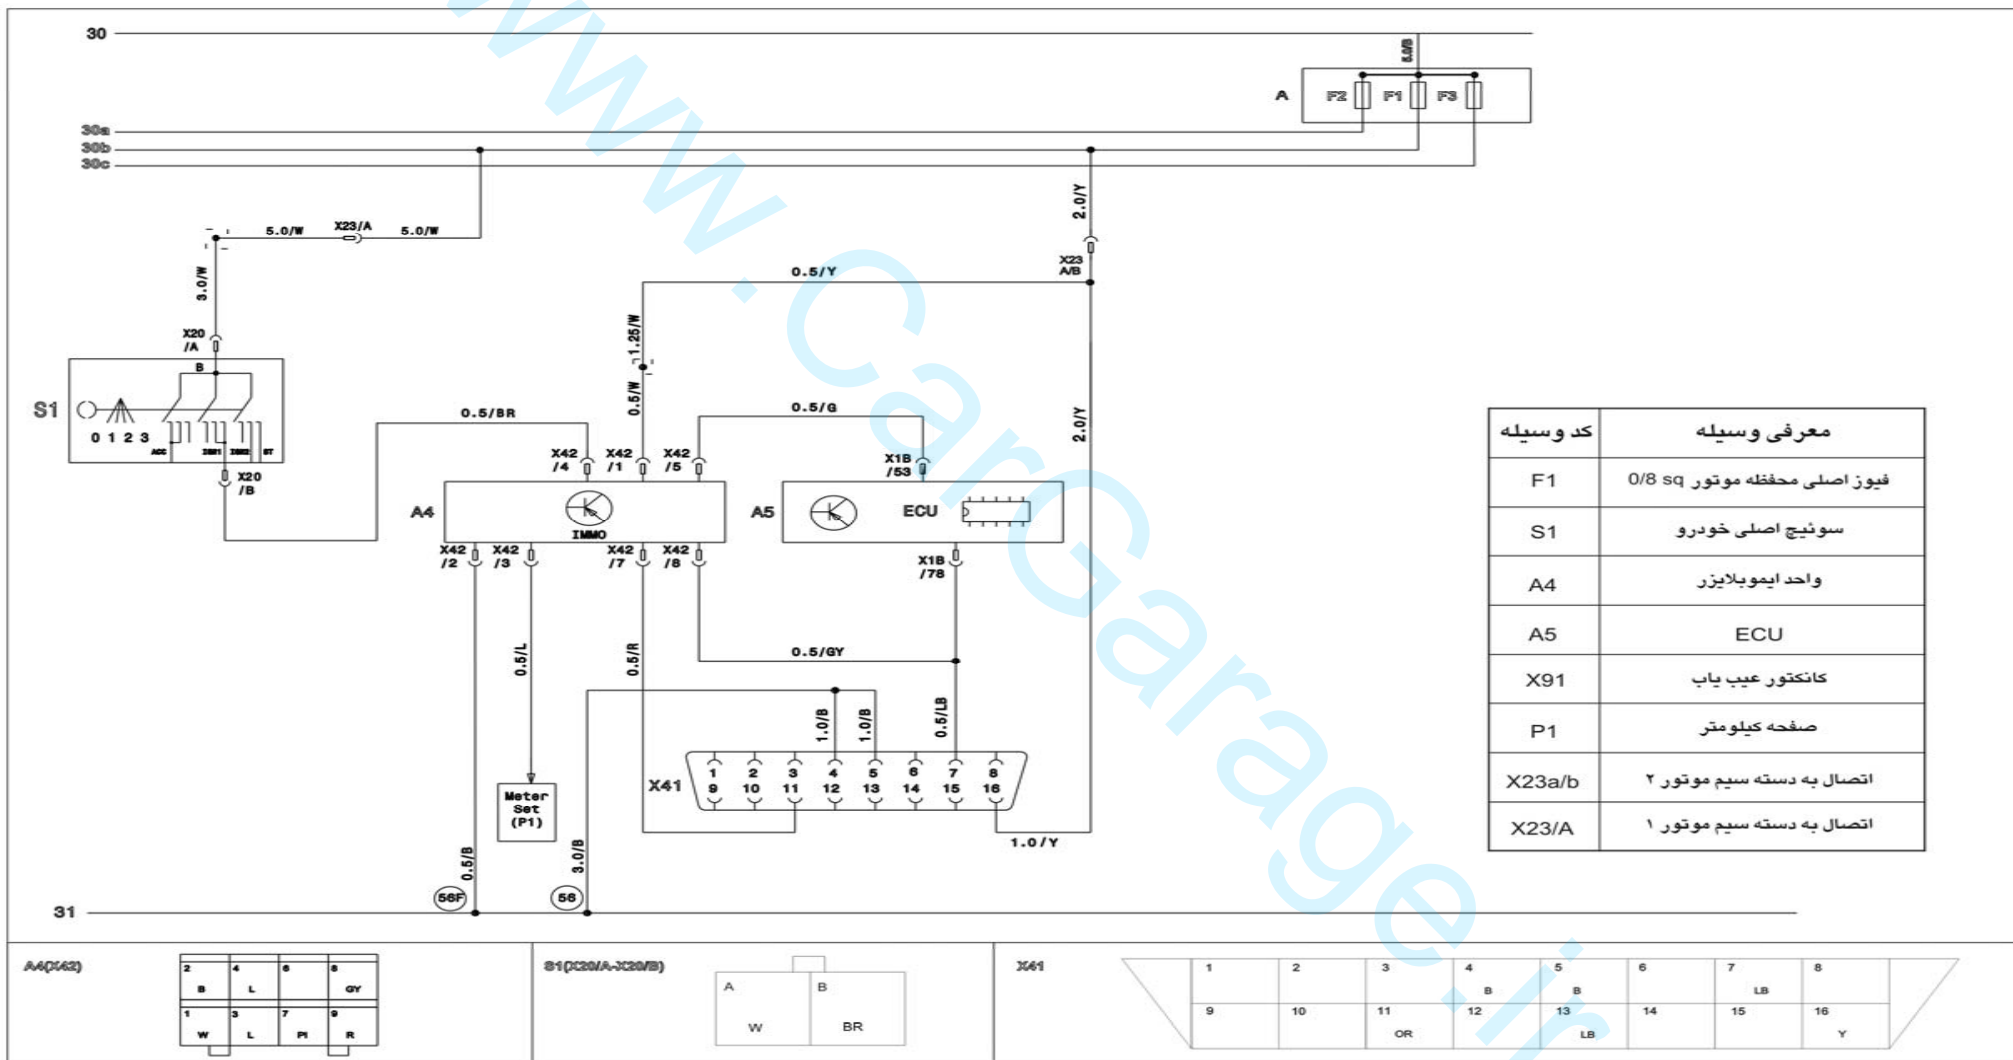 30
5.0/B
A
F2
F1
F3
30a
30b
30c
2.0/Y
5.0/W
X23/A
5.0/W
X23
A/B
3.0/W
0.5/Y
1.25/W
X20
/A
B
S1
0 1 2 3
ACC
IGN1
IGN2
ST
X20
/B
0.5/BR
0.5/W
0.5/G
2.0/Y
X42
/4
X42
/1
X42
/5
X1B
/53
A4
IMMO
A5
ECU
X42
/2
X42
/3
X42
/7
X42
/8
X1B
/78
0.5/L
0.5/R
0.5/GY
1.0/B
1.0/B
0.5/LB
X41
1 2 3 4 5 6 7 8
9 10 11 12 13 14 15 16
Meter
Set
(P1)
1.0/Y
0.5/B
3.0/B
56F
56
31
کد وسیله
معرفی وسیله
F1
فیوز اصلی محفظه موتور 0/8 sq
S1
سوئیچ اصلی خودرو
A4
واحد ایموبلایزر
A5
ECU
X91
کانکتور عیب یاب
P1
صفحه کیلومتر
X23a/b
اتصال به دسته سیم موتور ۲
X23/A
اتصال به دسته سیم موتور ۱
A4(X42)
2 4 6 8
B L GY
1 3 7 9
W L PI R
S1(X20/A-X20/B)
A B
W BR
X41
1 2 3 4 5 6 7 8
B B LB
9 10 11 12 13 14 15 16
OR LB Y
www.CarGarage.ir